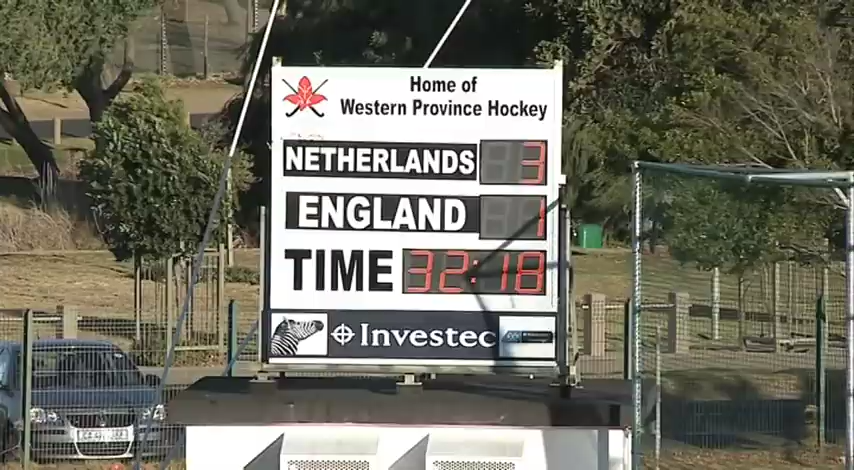 Home of
Western Province Hockey
NETHERLANDS 3
ENGLAND 1
TIME 32:18
Investec